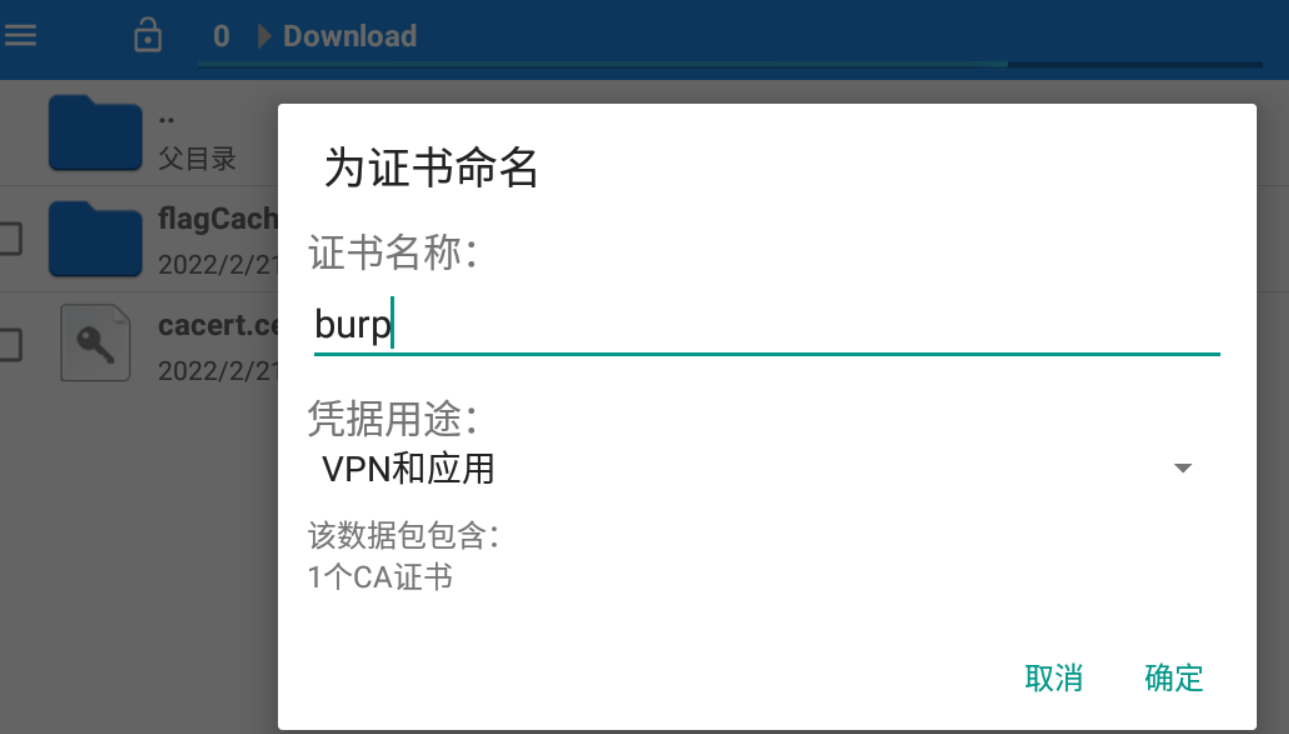 0 Download
..
父目录
flagCach
2022/2/21
cacert.ce
2022/2/21
为证书命名
证书名称：
burp
凭据用途：
VPN和应用
该数据包包含：
1个CA证书
取消 确定